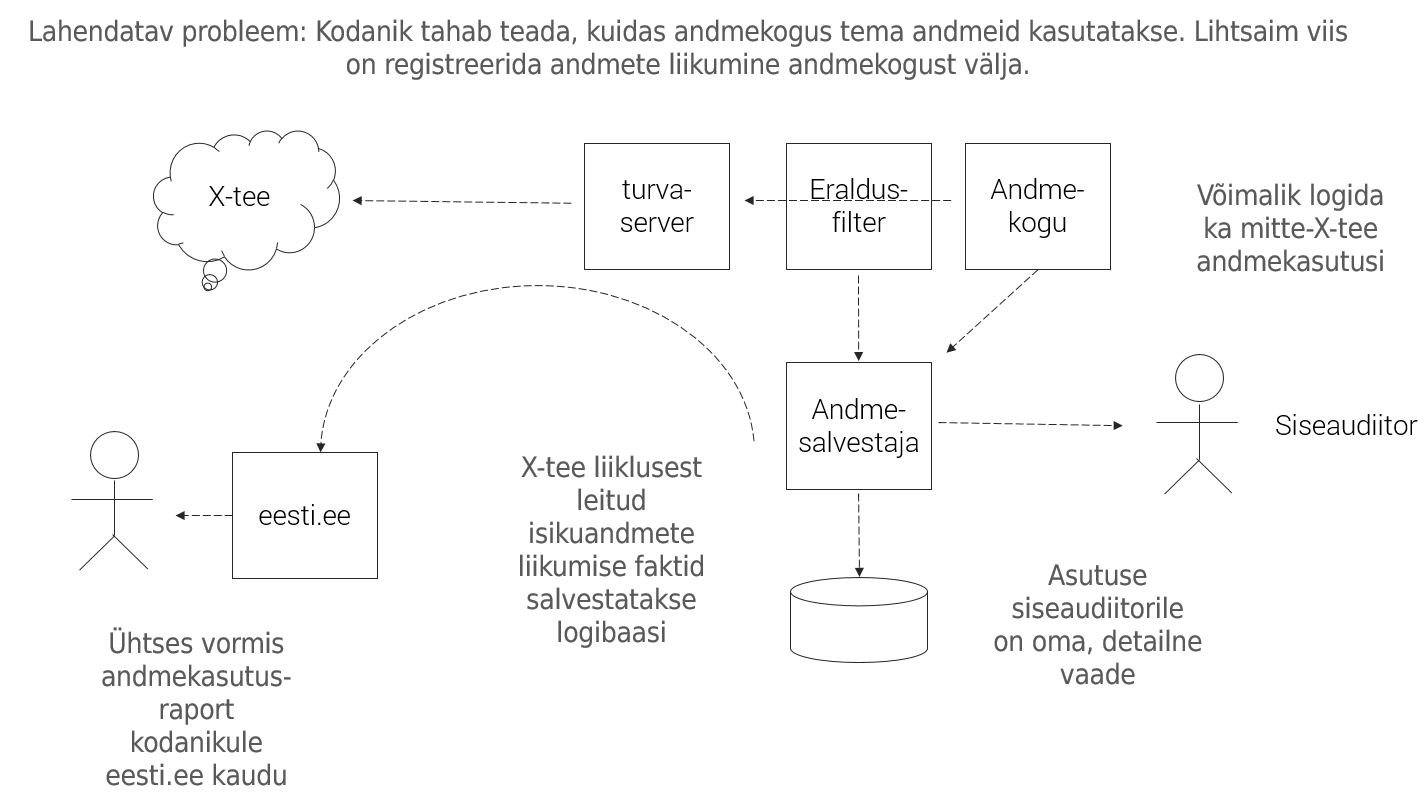 Lahendatav probleem: Kodanik tahab teada, kuidas andmekogus tema andmeid kasutatakse. Lihtsaim viis
on registreerida andmete liikumine andmekogust välja.
X-tee
turva-
server
Eraldus-
filter
Andme-
kogu
Võimalik logida
ka mitte-X-tee
andmekasutusi
Andme-
salvestaja
Siseaudiitor
eesti.ee
X-tee liiklusest
leitud
isikuandmete
liikumise faktid
salvestatakse
logibaasi
Asutuse
siseaudiitorile
on oma, detailne
vaade
Ühtses vormis
andmekasutus-
raport
kodanikule
eesti.ee kaudu